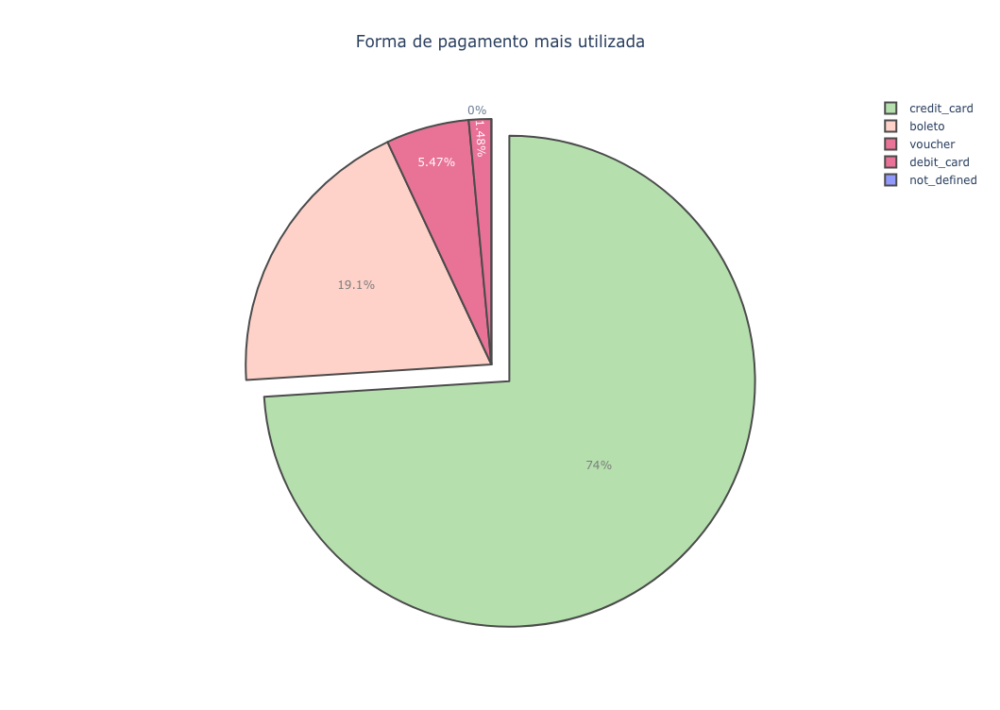 Forma de pagamento mais utilizada
0%
1.48%
5.47%
19.1%
74%
credit_card
boleto
voucher
debit_card
not_defined